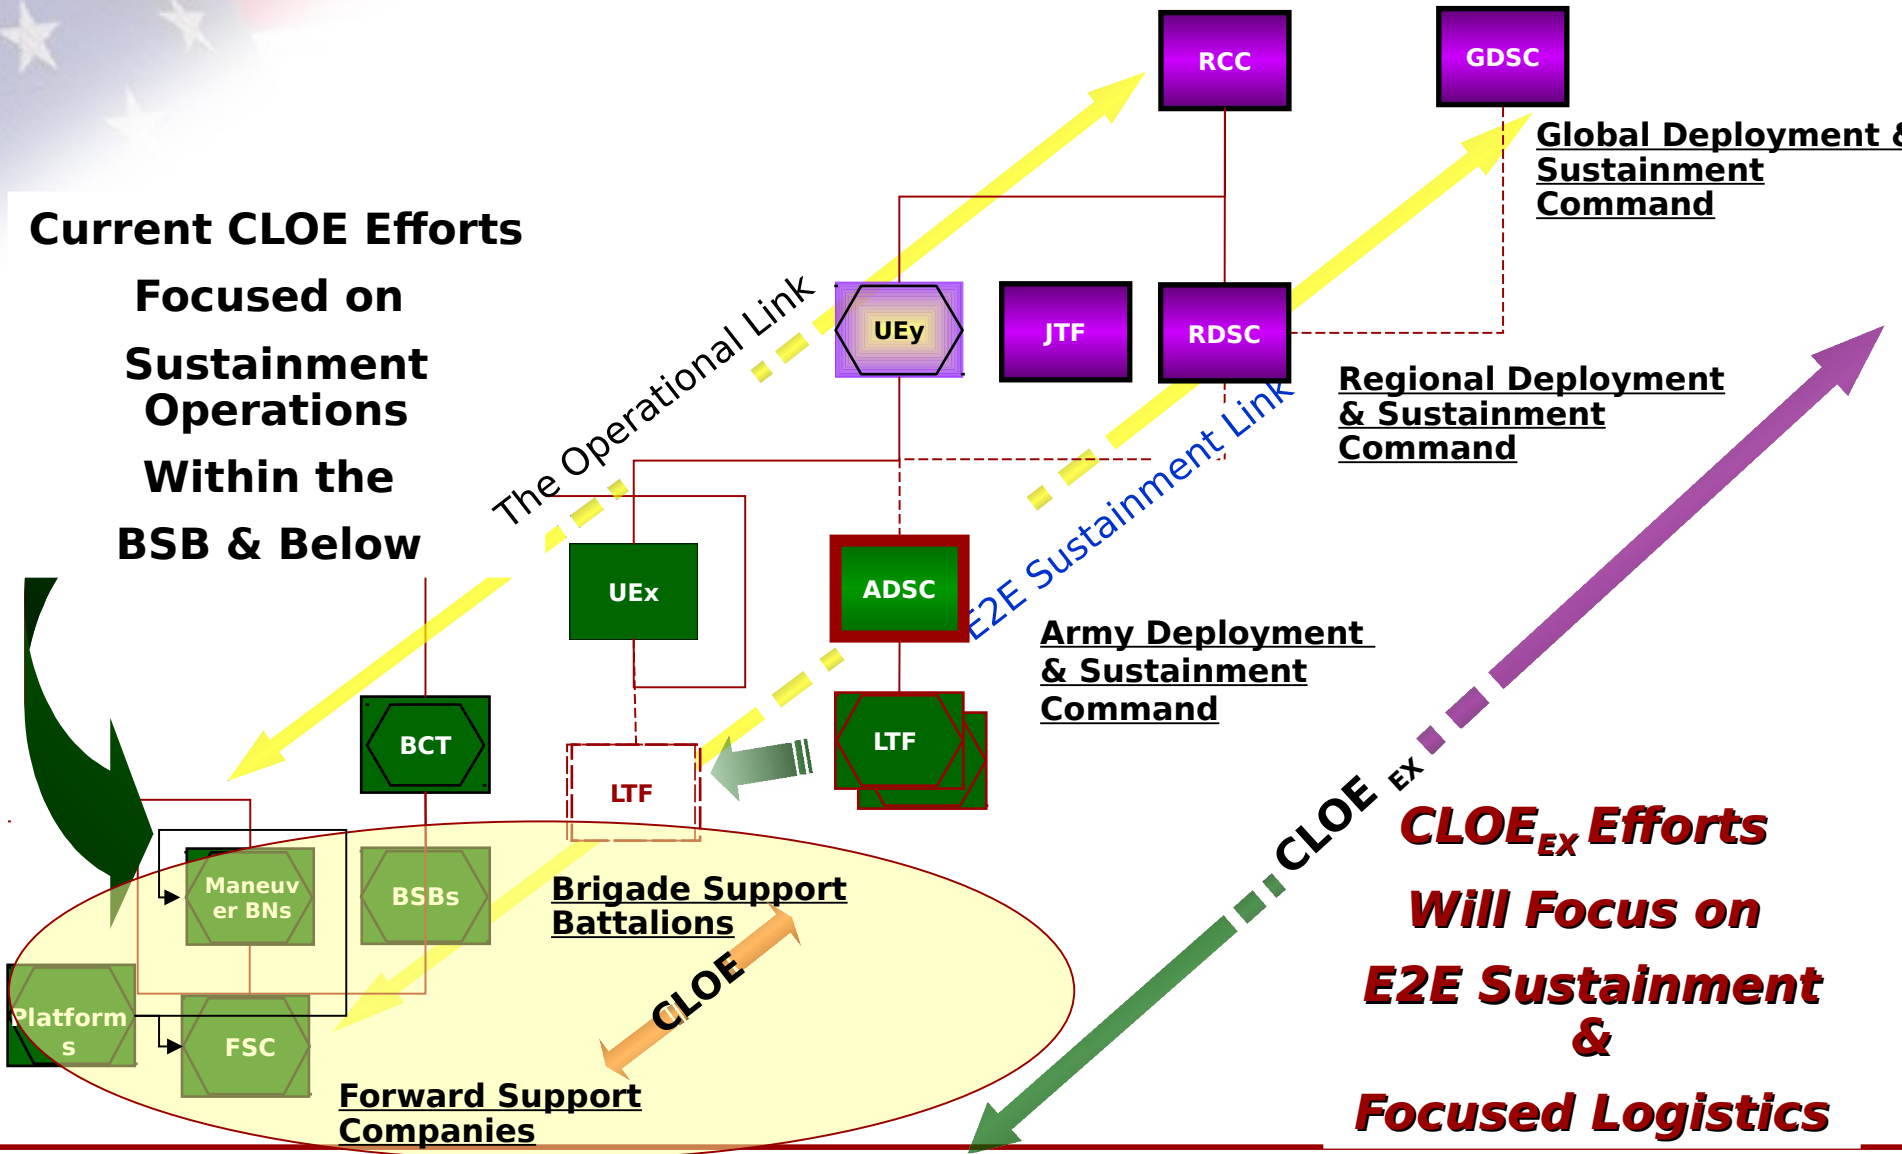 RCC
GDSC
Global Deployment &
Sustainment
Command
Current CLOE Efforts
Focused on
Sustainment
Operations
Within the
BSB & Below
The Operational Link
UEy
JTF
RDSC
Regional Deployment
& Sustainment
Command
E2E Sustainment Link
UEx
ADSC
Army Deployment
& Sustainment
Command
BCT
LTF
LTF
CLOE EX
CLOEEX Efforts
Will Focus on
E2E Sustainment
&
Focused Logistics
Maneuv
er BNs
BSBs
Brigade Support
Battalions
CLOE
Platform
s
FSC
Forward Support
Companies